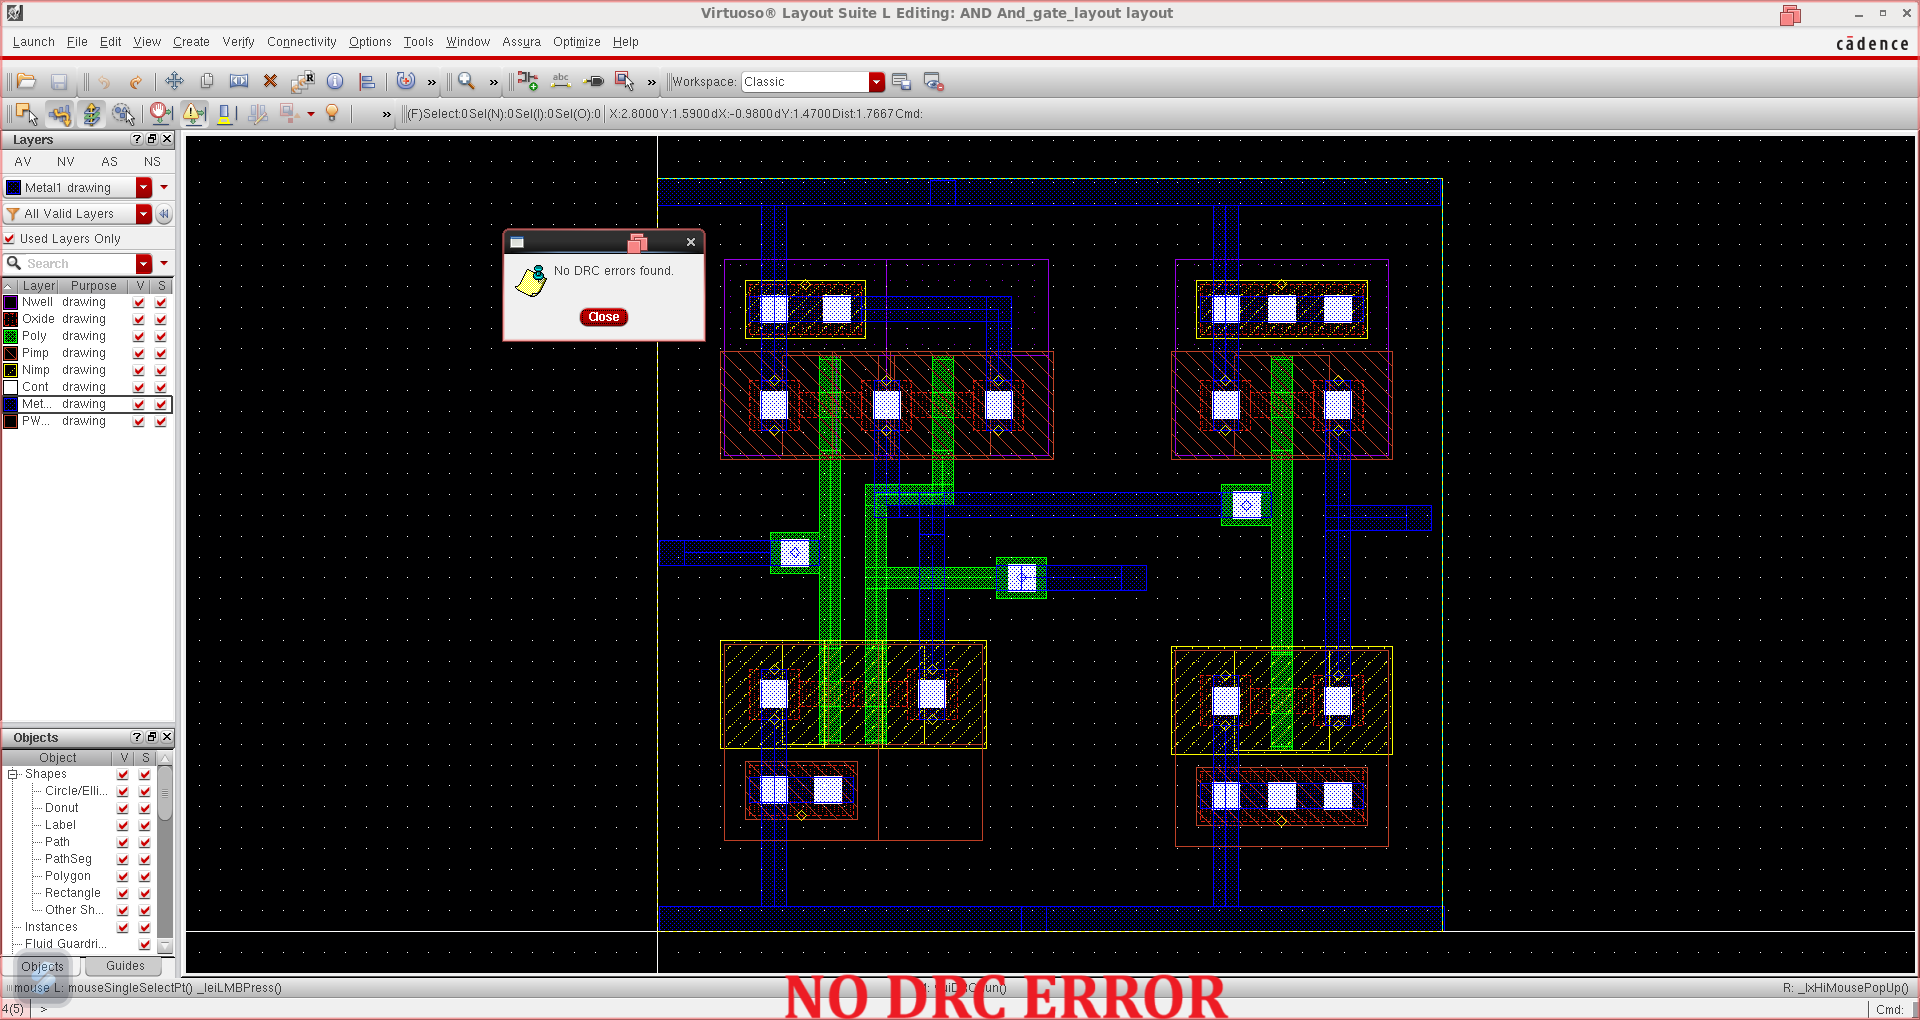 Virtuoso® Layout Suite L Editing: AND And_gate_layout layout
Launch File Edit View Create Verify Connectivity Options Tools Window Assura Optimize Help
cādence
abc
R
Workspace: Classic
(F)Select:0 Sel(N):0 Sel(I):0 Sel(O):0 X:2.8000 Y:1.5900 dX:-0.9800 dY:1.4700 Dist:1.7667 Cmd:
Layers
AV NV AS NS
Metal1 drawing
All Valid Layers
Used Layers Only
Search
Layer Purpose V S
Nwell drawing
Oxide drawing
Poly drawing
Pimp drawing
Nimp drawing
Cont drawing
Met... drawing
PW... drawing
No DRC errors found.
Close
Objects
Object V S
Shapes
Circle/Elli...
Donut
Label
Path
PathSeg
Polygon
Rectangle
Other Sh...
Instances
Fluid Guardri...
Objects Guides
mouse L: mouseSingleSelectPt() _leiLMBPress()
R: _lxHiMousePopUp()
NO DRC ERROR
4(5) >
Cmd: